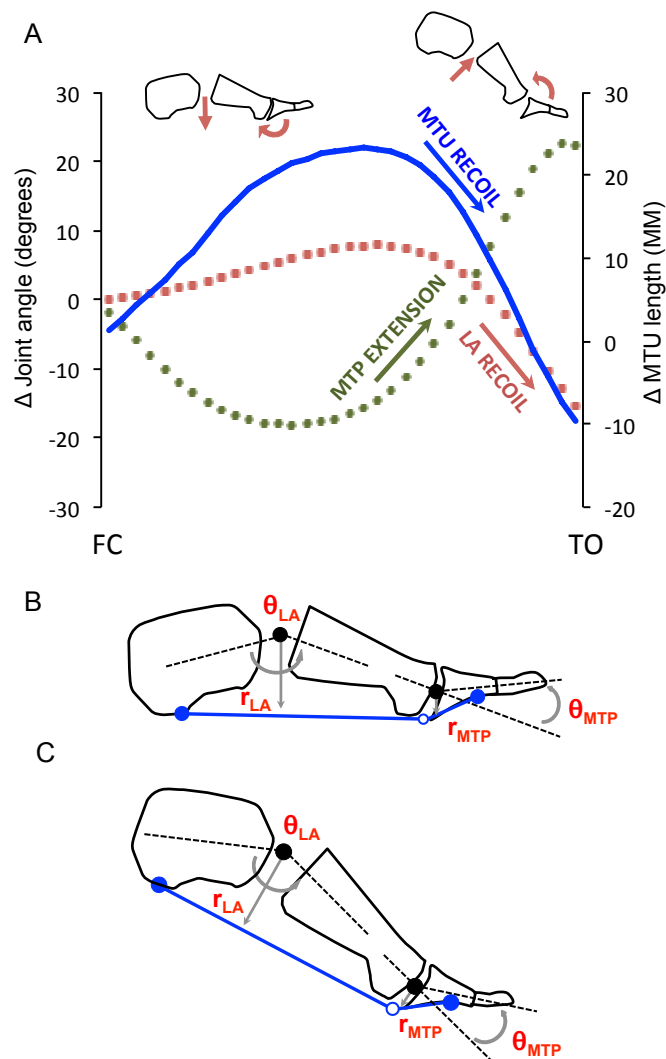 A
30
20
10
0
-10
-20
-30
Δ Joint angle (degrees)
MTU RECOIL
MTP EXTENSION
LA RECOIL
30
20
10
0
-10
-20
Δ MTU length (MM)
FC
TO
B
θLA
rLA
rMTP
θMTP
C
θLA
rLA
rMTP
θMTP